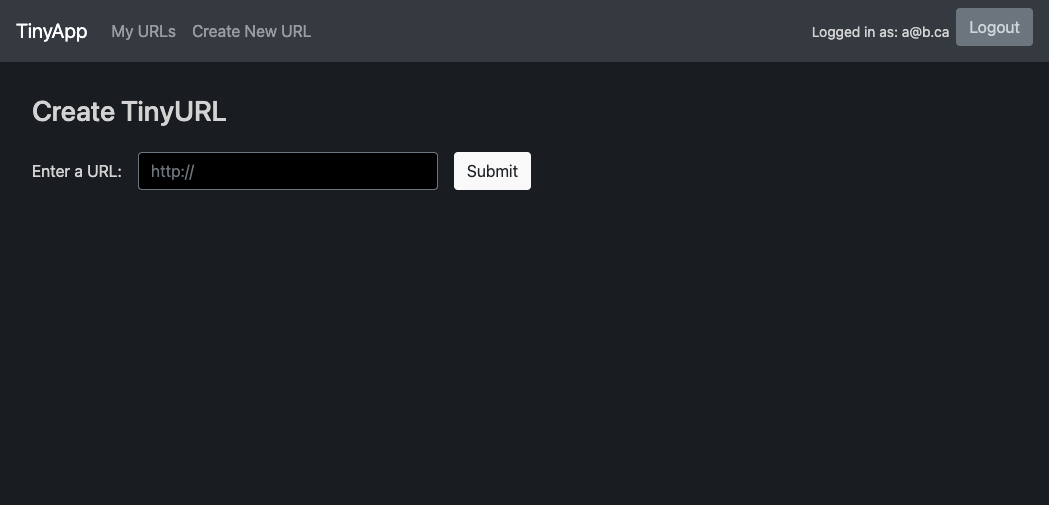 TinyApp My URLs Create New URL Logged in as: a@b.ca Logout
Create TinyURL
Enter a URL: http:// Submit